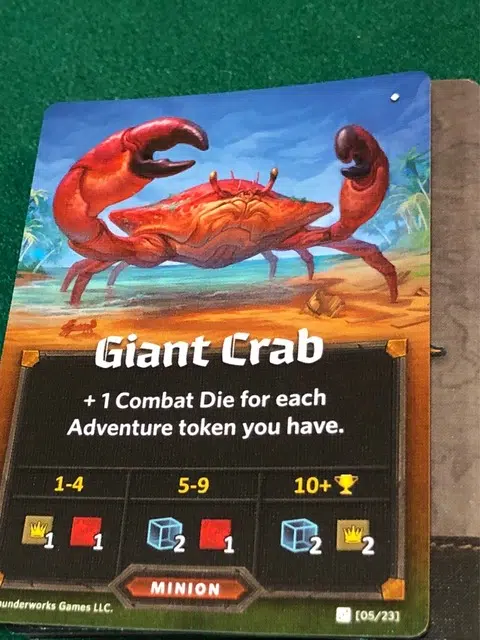 Giant Crab
+ 1 Combat Die for each
Adventure token you have.
1-4 5-9 10+
1 1 2 1 2 2
MINION
underworks Games LLC. [05/23]